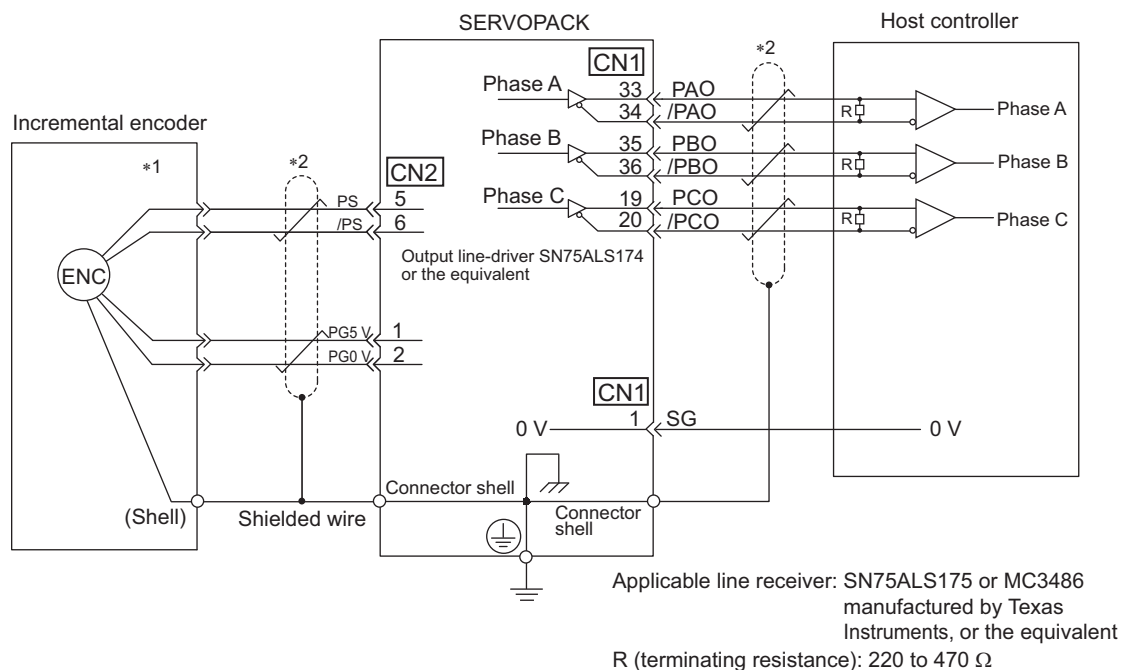 SERVOPACK
Host controller
*2
CN1
Phase A
33
PAO
34
/PAO
R
Phase A
Incremental encoder
Phase B
35
PBO
36
/PBO
R
Phase B
*1
*2
CN2
Phase C
19
PCO
20
/PCO
R
Phase C
PS
5
/PS
6
Output line-driver SN75ALS174
or the equivalent
ENC
PG5 V
1
PG0 V
2
CN1
0 V
1
SG
0 V
Connector shell
(Shell)
Shielded wire
Connector
shell
Applicable line receiver: SN75ALS175 or MC3486
manufactured by Texas
Instruments, or the equivalent
R (terminating resistance): 220 to 470 Ω